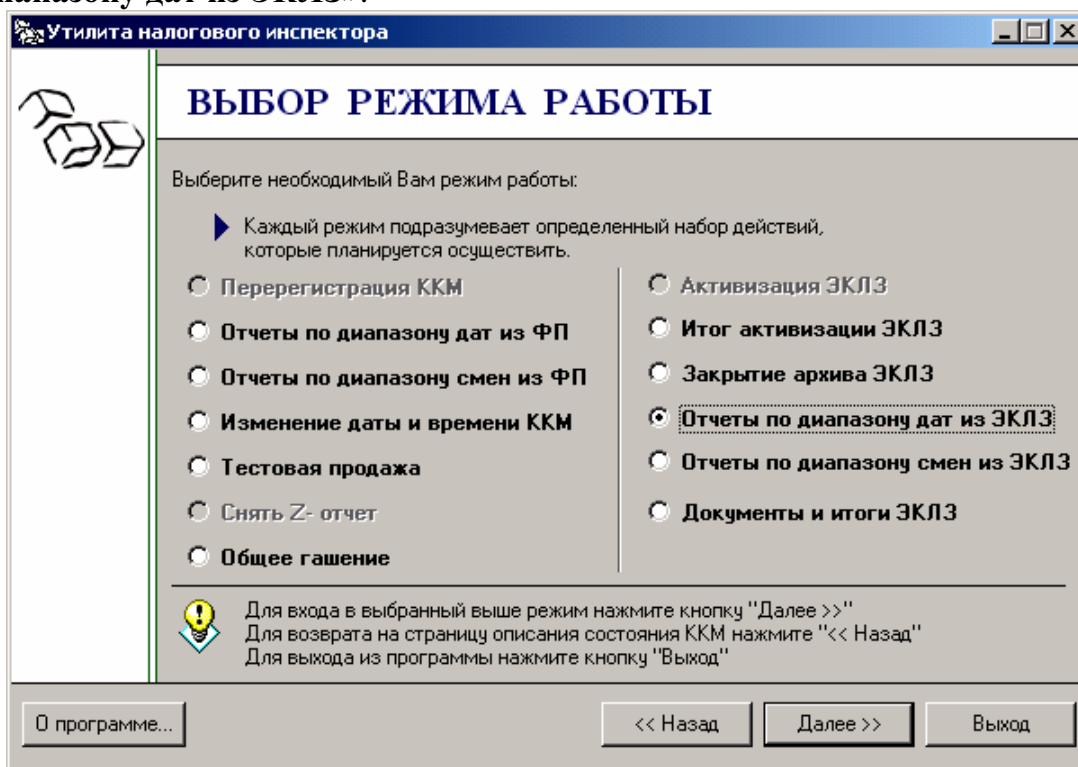 дат из ЭКЛЗ».
Утилита налогового инспектора
ВЫБОР РЕЖИМА РАБОТЫ
Выберите необходимый Вам режим работы:
Каждый режим подразумевает определенный набор действий,
которые планируется осуществить.
Перерегистрация ККМ
Отчеты по диапазону дат из ФП
Отчеты по диапазону смен из ФП
Изменение даты и времени ККМ
Тестовая продажа
Снять Z- отчет
Общее гашение
Активизация ЭКЛЗ
Итог активизации ЭКЛЗ
Закрытие архива ЭКЛЗ
Отчеты по диапазону дат из ЭКЛЗ
Отчеты по диапазону смен из ЭКЛЗ
Документы и итоги ЭКЛЗ
Для входа в выбранный выше режим нажмите кнопку "Далее >>"
Для возврата на страницу описания состояния ККМ нажмите "<< Назад"
Для выхода из программы нажмите кнопку "Выход"
О программе...
<< Назад
Далее >>
Выход